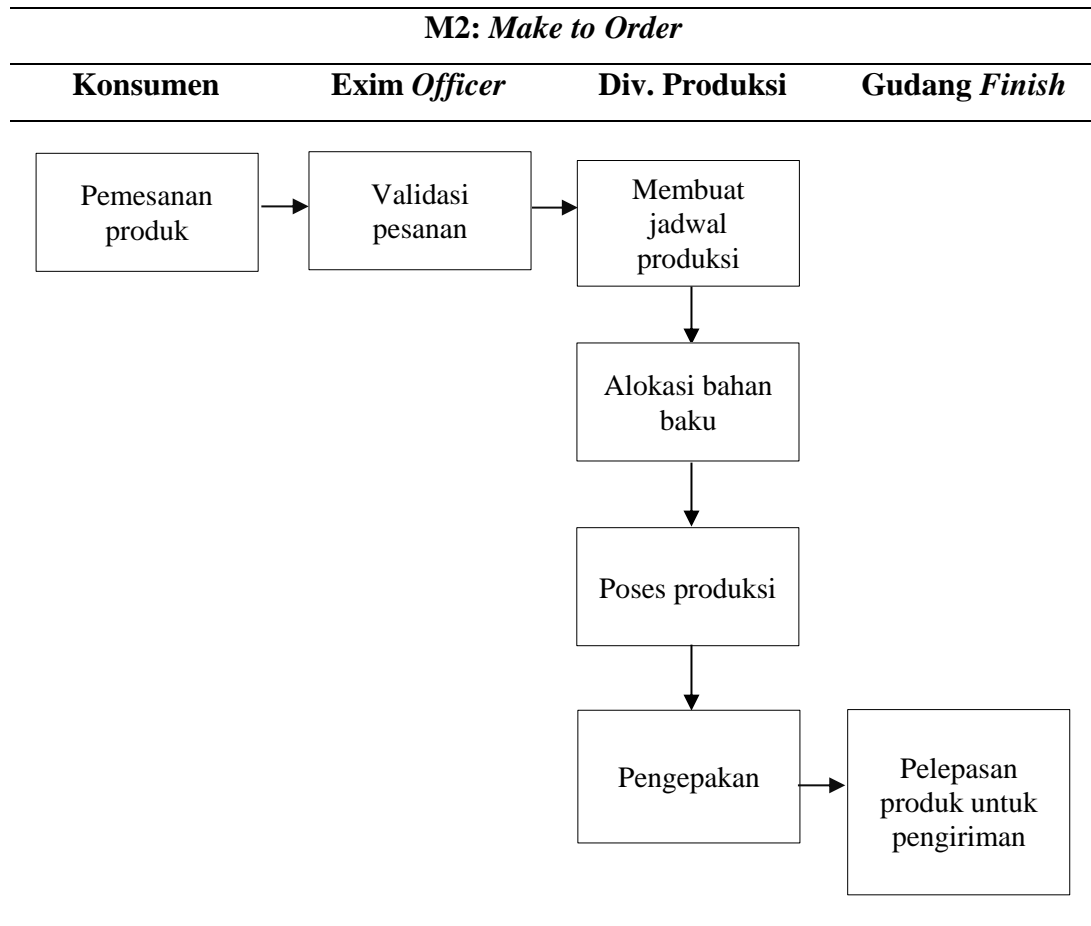 M2: Make to Order
Konsumen Exim Officer Div. Produksi Gudang Finish
Pemesanan
produk
Validasi
pesanan
Membuat
jadwal
produksi
Alokasi bahan
baku
Poses produksi
Pengepakan
Pelepasan
produk untuk
pengiriman